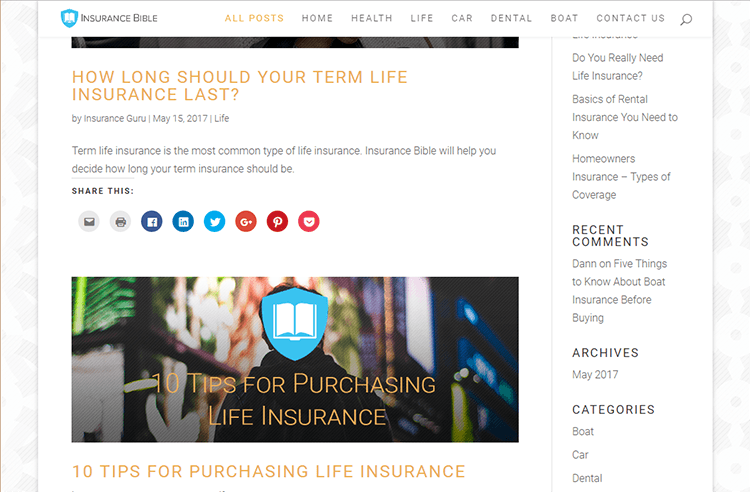 INSURANCE BIBLE
ALL POSTS HOME HEALTH LIFE CAR DENTAL BOAT CONTACT US
HOW LONG SHOULD YOUR TERM LIFE
INSURANCE LAST?
by Insurance Guru | May 15, 2017 | Life
Term life insurance is the most common type of life insurance. Insurance Bible will help you
decide how long your term insurance should be.
SHARE THIS:
10 TIPS FOR PURCHASING
LIFE INSURANCE
10 TIPS FOR PURCHASING LIFE INSURANCE
Life Insurance
Do You Really Need
Life Insurance?
Basics of Rental
Insurance You Need to
Know
Homeowners
Insurance – Types of
Coverage
RECENT
COMMENTS
Dann on Five Things
to Know About Boat
Insurance Before
Buying
ARCHIVES
May 2017
CATEGORIES
Boat
Car
Dental